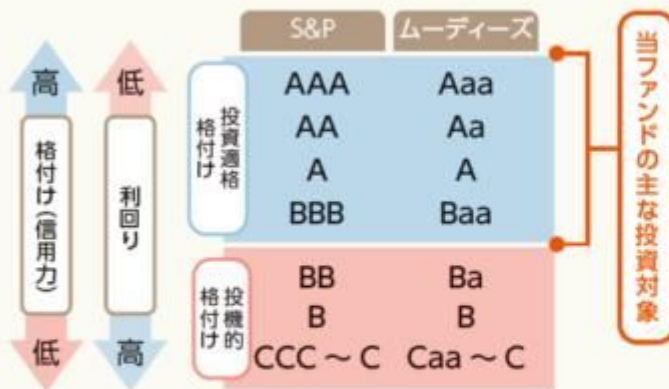 S&P ムーディーズ
高 低
格付け(信用力)
利回り
低 高
投資適格格付け
AAA Aaa
AA Aa
A A
BBB Baa
投機的格付け
BB Ba
B B
CCC ~ C Caa ~ C
当ファンドの主な投資対象